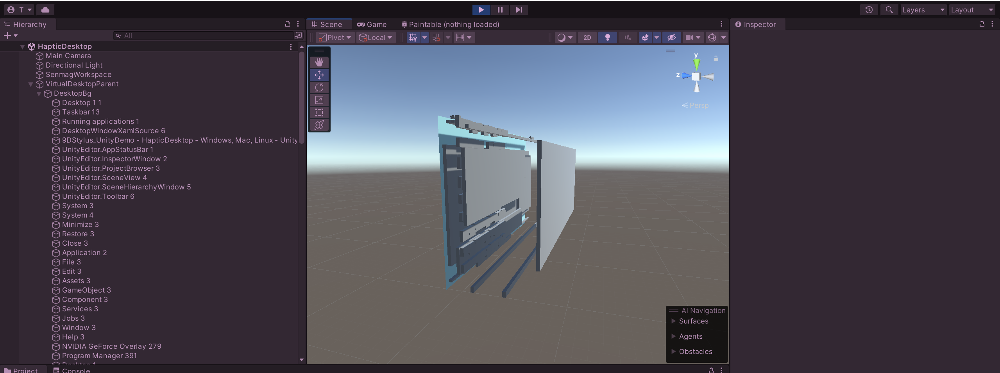 T
Layers
Layout
Hierarchy
All
HapticDesktop
Main Camera
Directional Light
SenmagWorkspace
VirtualDesktopParent
DesktopBg
Desktop 1 1
Taskbar 13
Running applications 1
DesktopWindowXamlSource 6
9DStylus_UnityDemo - HapticDesktop - Windows, Mac, Linux - Unity
UnityEditor.AppStatusBar 1
UnityEditor.InspectorWindow 2
UnityEditor.ProjectBrowser 3
UnityEditor.SceneView 4
UnityEditor.SceneHierarchyWindow 5
UnityEditor.Toolbar 6
System 3
System 4
Minimize 3
Restore 3
Close 3
Application 2
File 3
Edit 3
Assets 3
GameObject 3
Component 3
Services 3
Jobs 3
Window 3
Help 3
NVIDIA GeForce Overlay 279
Program Manager 391
Desktop 1
Project
Console
Scene
Game
Paintable (nothing loaded)
Pivot
Local
2D
y
z
Persp
AI Navigation
Surfaces
Agents
Obstacles
Inspector